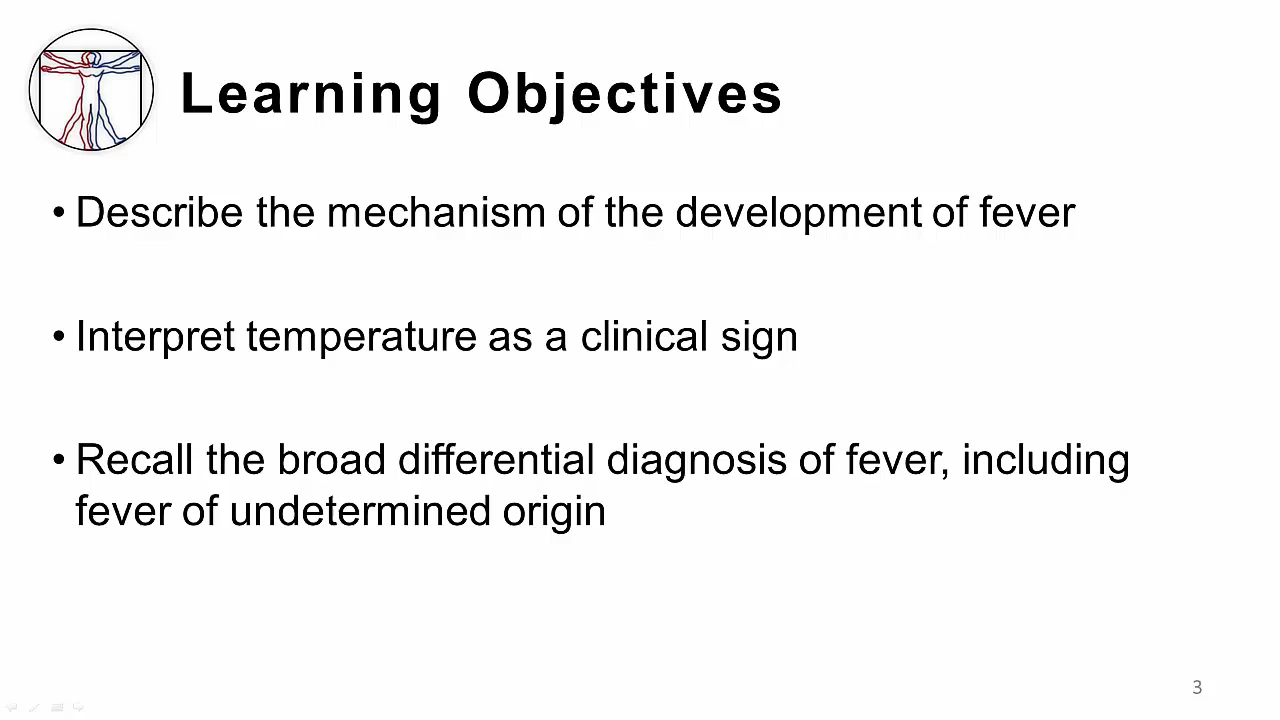 Learning Objectives
• Describe the mechanism of the development of fever
• Interpret temperature as a clinical sign
• Recall the broad differential diagnosis of fever, including
fever of undetermined origin
3